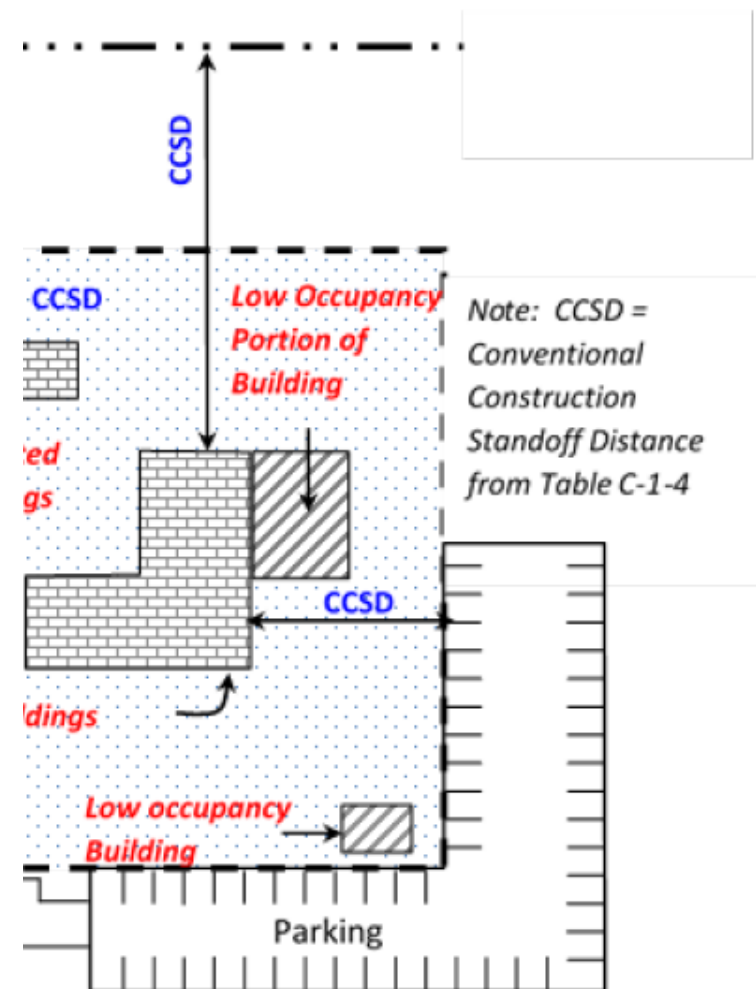 CCSD
CCSD
Low Occupancy
Portion of
Building
Note: CCSD =
Conventional
Construction
Standoff Distance
from Table C-1-4
CCSD
Low occupancy
Building
Parking